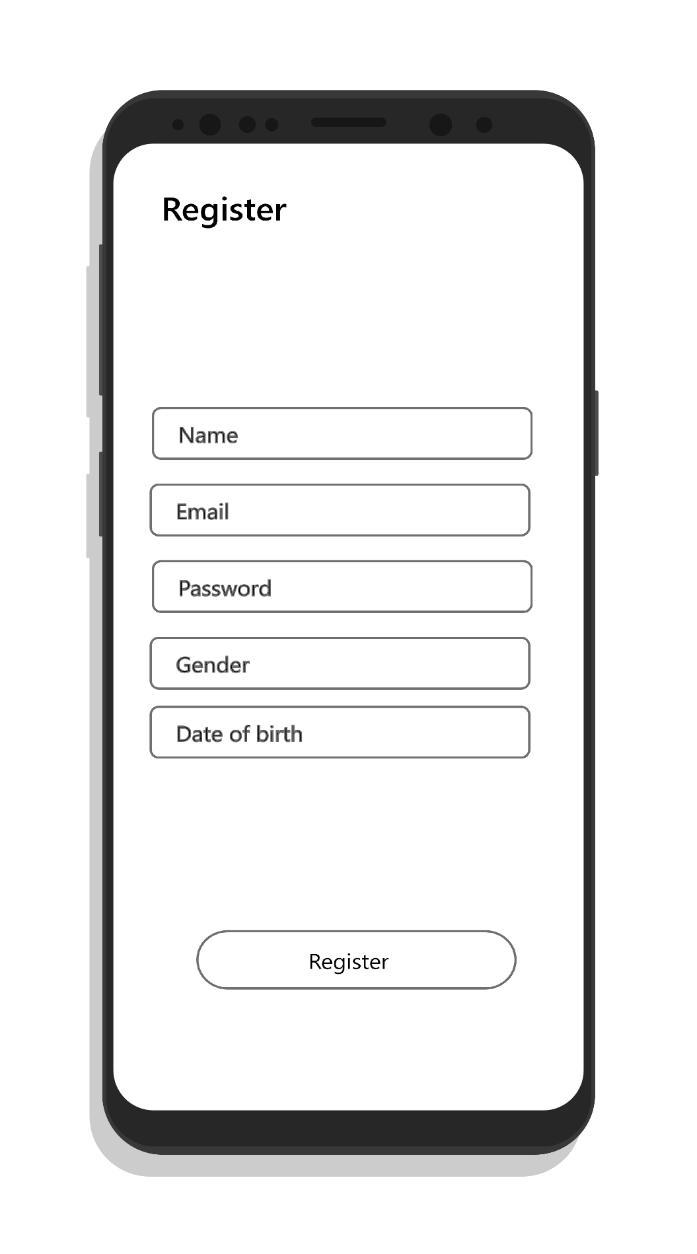 Register
Name
Email
Password
Gender
Date of birth
Register